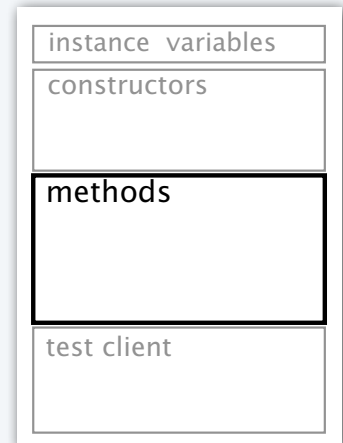 instance variables
constructors
methods
test client